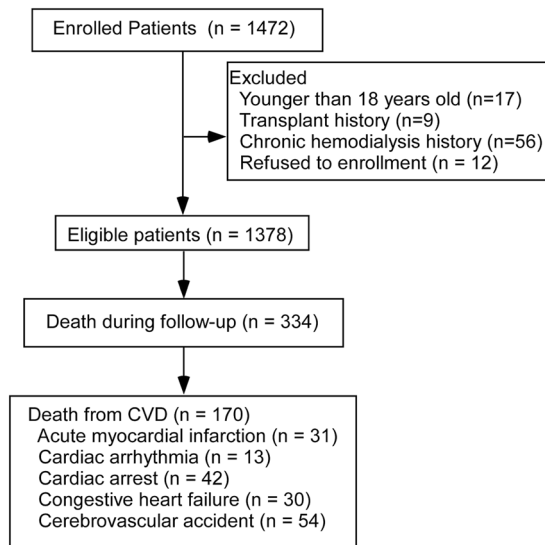 Enrolled Patients (n = 1472)
Excluded
Younger than 18 years old (n=17)
Transplant history (n=9)
Chronic hemodialysis history (n=56)
Refused to enrollment (n = 12)
Eligible patients (n = 1378)
Death during follow-up (n = 334)
Death from CVD (n = 170)
Acute myocardial infarction (n = 31)
Cardiac arrhythmia (n = 13)
Cardiac arrest (n = 42)
Congestive heart failure (n = 30)
Cerebrovascular accident (n = 54)